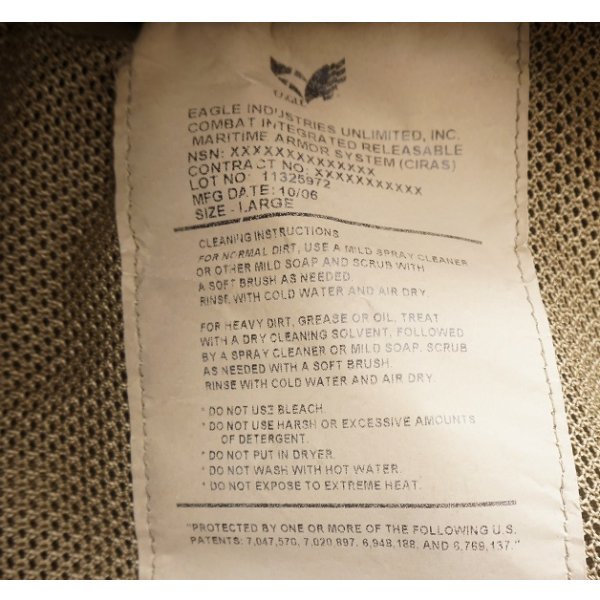 EAGLE
EAGLE INDUSTRIES UNLIMITED, INC.
COMBAT INTEGRATED RELEASABLE
MARITIME ARMOR SYSTEM (CIRAS)
NSN: XXXXXXXXXXXXXX
CONTRACT NO: XXXXXXXXXXX
LOT NO: 11325972
MFG DATE: 10/06
SIZE - LARGE
CLEANING INSTRUCTIONS
FOR NORMAL DIRT, USE A MILD SPRAY CLEANER
OR OTHER MILD SOAP AND SCRUB WITH
A SOFT BRUSH AS NEEDED.
RINSE WITH COLD WATER AND AIR DRY.
FOR HEAVY DIRT, GREASE OR OIL, TREAT
WITH A DRY CLEANING SOLVENT, FOLLOWED
BY A SPRAY CLEANER OR MILD SOAP. SCRUB
AS NEEDED WITH A SOFT BRUSH.
RINSE WITH COLD WATER AND AIR DRY.
* DO NOT USE BLEACH.
* DO NOT USE HARSH OR EXCESSIVE AMOUNTS
OF DETERGENT.
* DO NOT PUT IN DRYER.
* DO NOT WASH WITH HOT WATER.
* DO NOT EXPOSE TO EXTREME HEAT.
"PROTECTED BY ONE OR MORE OF THE FOLLOWING U.S.
PATENTS: 7,047,570, 7,020,897, 6,948,188, AND 6,769,137."